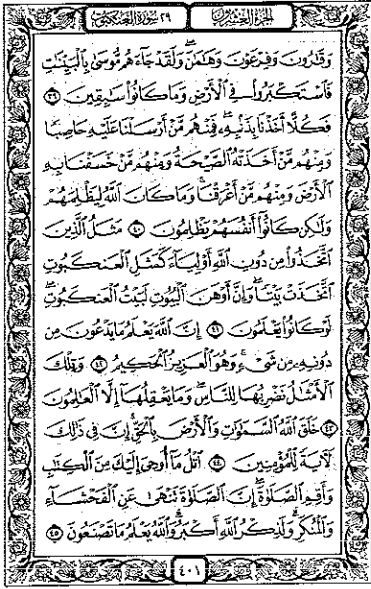 الجزء العشرون
٢٩ سورة العنكبوت
وَقَٰرُونَ وَفِرْعَوْنَ وَهَٰمَٰنَ وَلَقَدْ جَآءَهُم مُّوسَىٰ بِٱلْبَيِّنَٰتِ
فَٱسْتَكْبَرُوا۟ فِى ٱلْأَرْضِ وَمَا كَانُوا۟ سَٰبِقِينَ ٣٩
فَكُلًّا أَخَذْنَا بِذَنۢبِهِۦ فَمِنْهُم مَّنْ أَرْسَلْنَا عَلَيْهِ حَاصِبًا
وَمِنْهُم مَّنْ أَخَذَتْهُ ٱلصَّيْحَةُ وَمِنْهُم مَّنْ خَسَفْنَا بِهِ
ٱلْأَرْضَ وَمِنْهُم مَّنْ أَغْرَقْنَا وَمَا كَانَ ٱللَّهُ لِيَظْلِمَهُمْ
وَلَٰكِن كَانُوٓا۟ أَنفُسَهُمْ يَظْلِمُونَ ٤٠ مَثَلُ ٱلَّذِينَ
ٱتَّخَذُوا۟ مِن دُونِ ٱللَّهِ أَوْلِيَآءَ كَمَثَلِ ٱلْعَنكَبُوتِ
ٱتَّخَذَتْ بَيْتًا وَإِنَّ أَوْهَنَ ٱلْبُيُوتِ لَبَيْتُ ٱلْعَنكَبُوتِ
لَوْ كَانُوا۟ يَعْلَمُونَ ٤١ إِنَّ ٱللَّهَ يَعْلَمُ مَا يَدْعُونَ مِن
دُونِهِۦ مِن شَىْءٍ وَهُوَ ٱلْعَزِيزُ ٱلْحَكِيمُ ٤٢ وَتِلْكَ
ٱلْأَمْثَٰلُ نَضْرِبُهَا لِلنَّاسِ وَمَا يَعْقِلُهَآ إِلَّا ٱلْعَٰلِمُونَ
٤٣ خَلَقَ ٱللَّهُ ٱلسَّمَٰوَٰتِ وَٱلْأَرْضَ بِٱلْحَقِّ إِنَّ فِى ذَٰلِكَ
لَءَايَةً لِّلْمُؤْمِنِينَ ٤٤ ٱتْلُ مَآ أُوحِىَ إِلَيْكَ مِنَ ٱلْكِتَٰبِ
وَأَقِمِ ٱلصَّلَوٰةَ إِنَّ ٱلصَّلَوٰةَ تَنْهَىٰ عَنِ ٱلْفَحْشَآءِ
وَٱلْمُنكَرِ وَلَذِكْرُ ٱللَّهِ أَكْبَرُ وَٱللَّهُ يَعْلَمُ مَا تَصْنَعُونَ ٤٥
٤٠١